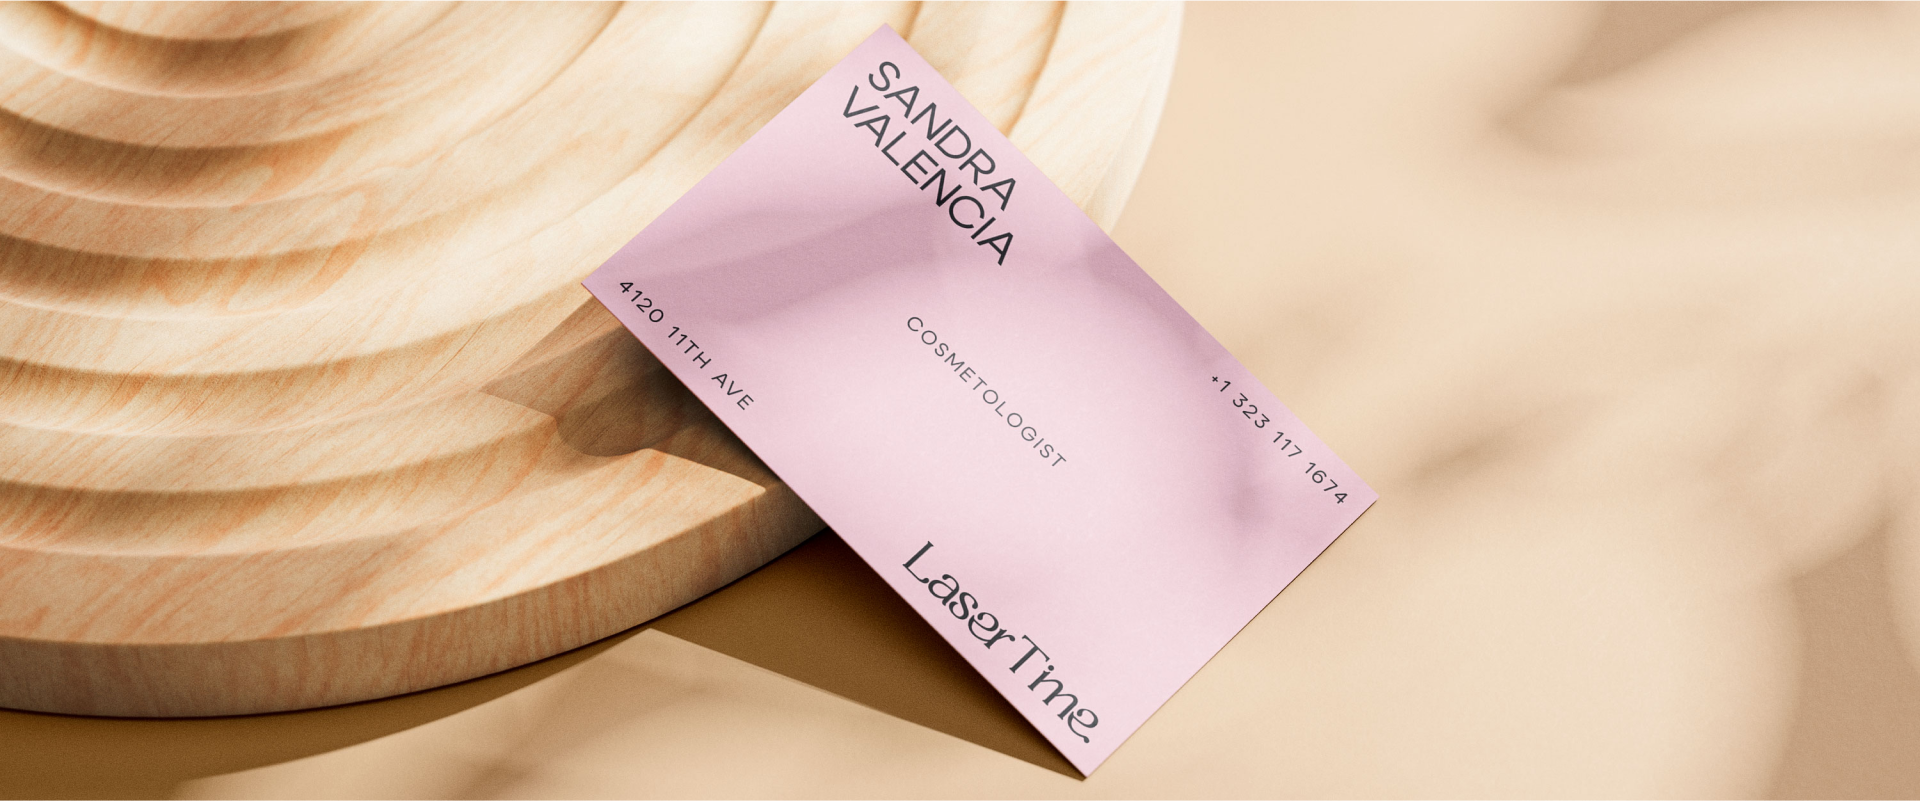 SANDRA
VALENCIA
COSMETOLOGIST
+1 323 117 1674
4120 11TH AVE
LaserTime